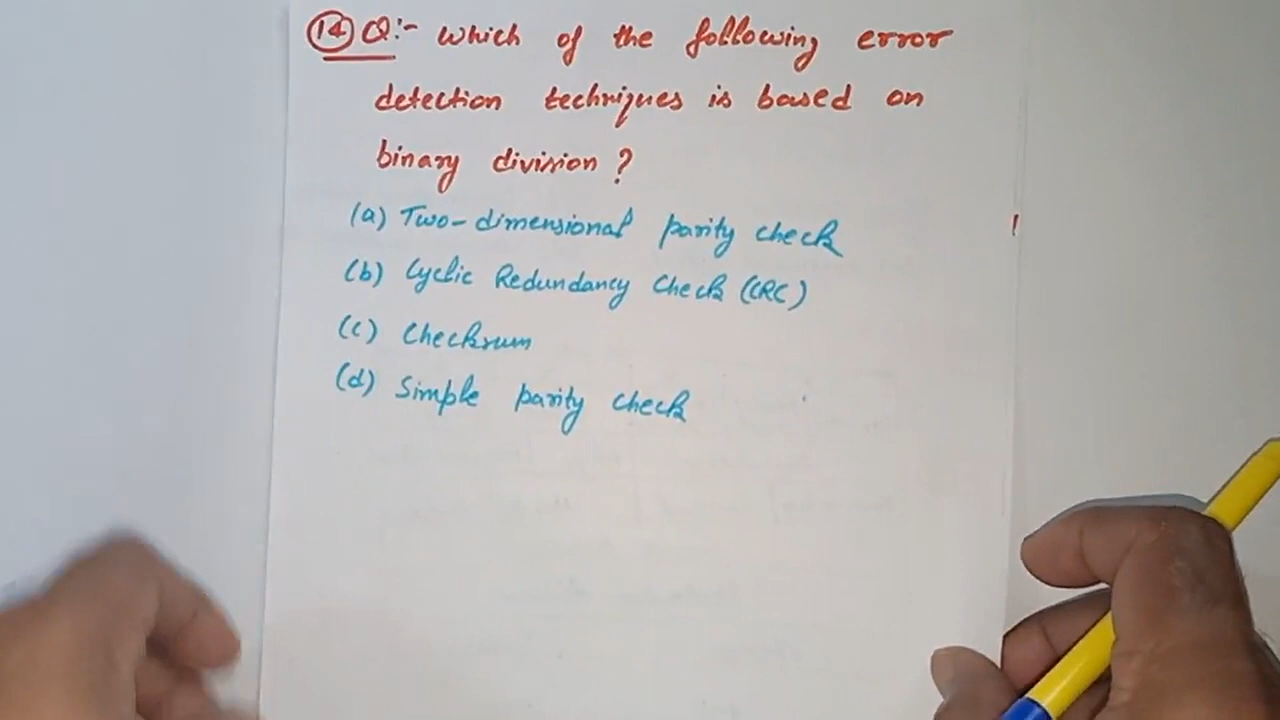 14 Q:- Which of the following error
detection techniques is based on
binary division ?
(a) Two-dimensional parity check
(b) Cyclic Redundancy Check (CRC)
(c) Checksum
(d) Simple parity check